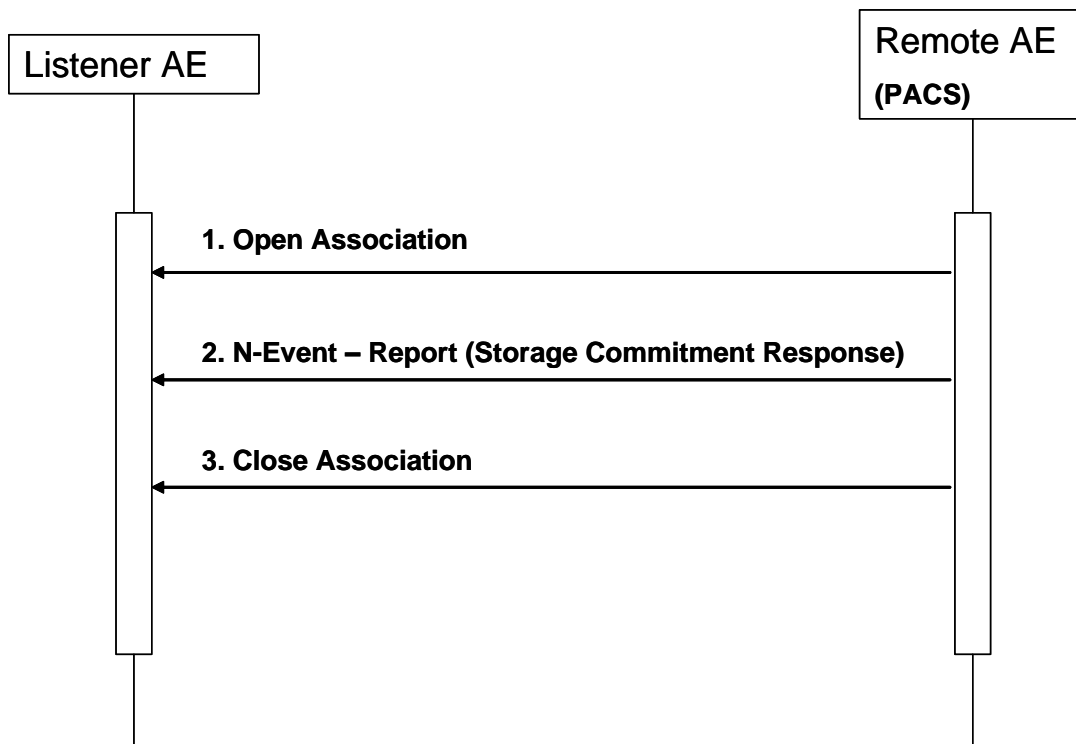 Listener AE
Remote AE
(PACS)
1. Open Association
2. N-Event – Report (Storage Commitment Response)
3. Close Association